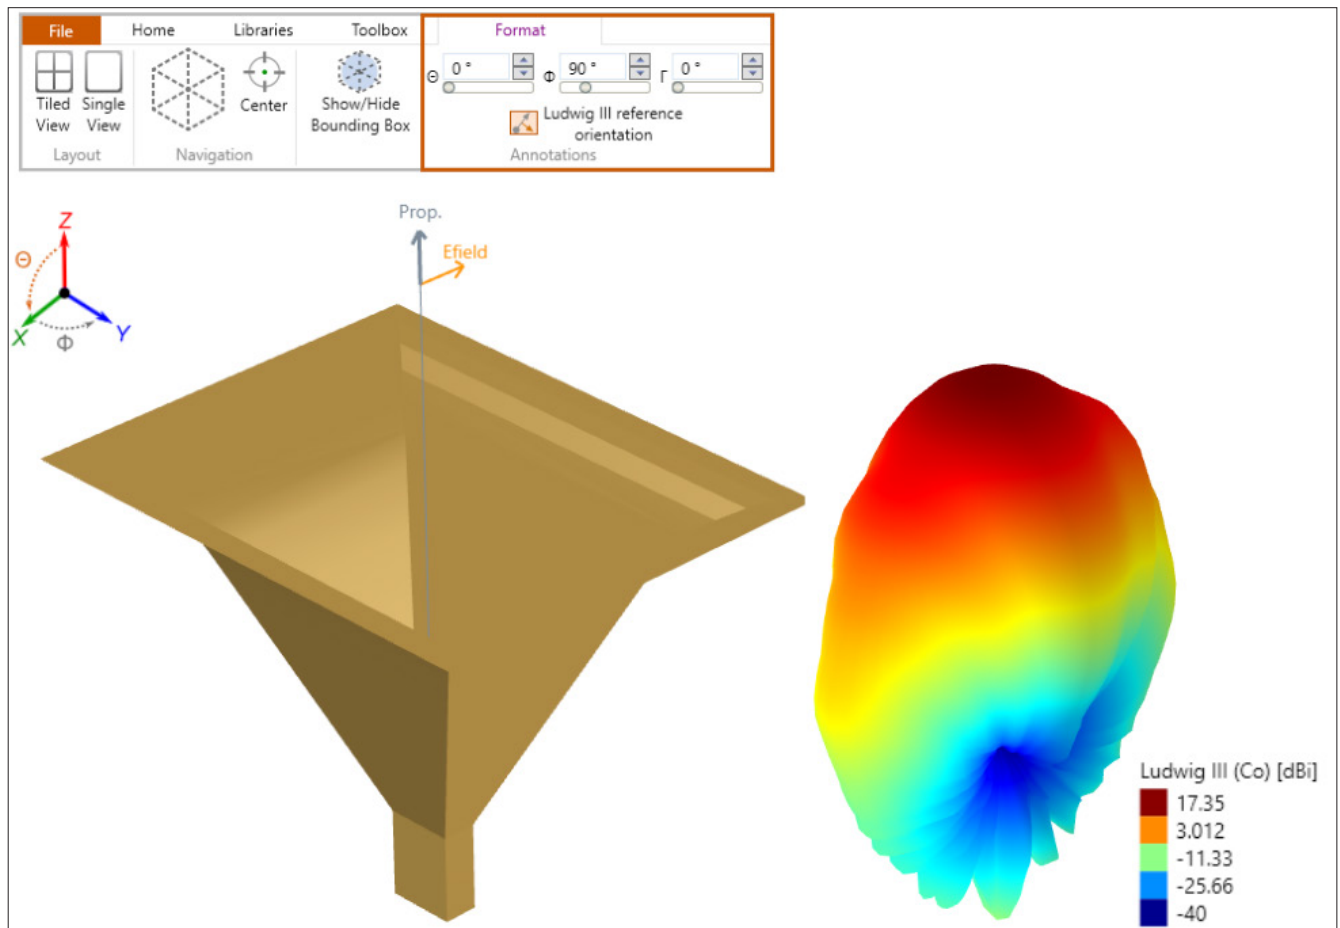 File Home Libraries Toolbox Format
Θ 0 ° Φ 90 ° Γ 0 °
Tiled View
Single View
Center
Show/Hide
Bounding Box
Ludwig III reference
orientation
Layout Navigation Annotations
Prop.
Efield
Z
Θ
X
Φ
Y
Ludwig III (Co) [dBi]
17.35
3.012
-11.33
-25.66
-40